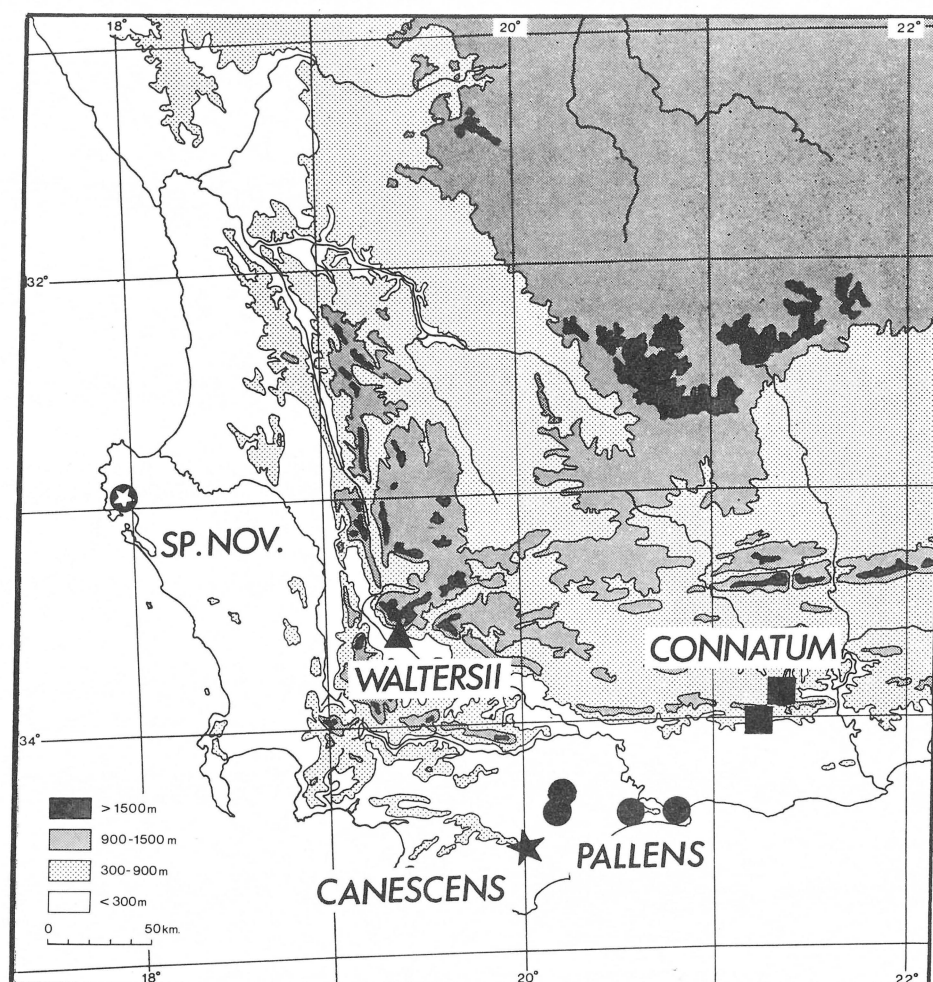 18°
20°
22°
32°
SP. NOV.
CONNATUM
WALTERSII
34°
> 1500 m
900-1500 m
300-900 m
< 300 m
PALLENS
CANESCENS
0 50 km.
18°
20°
22°